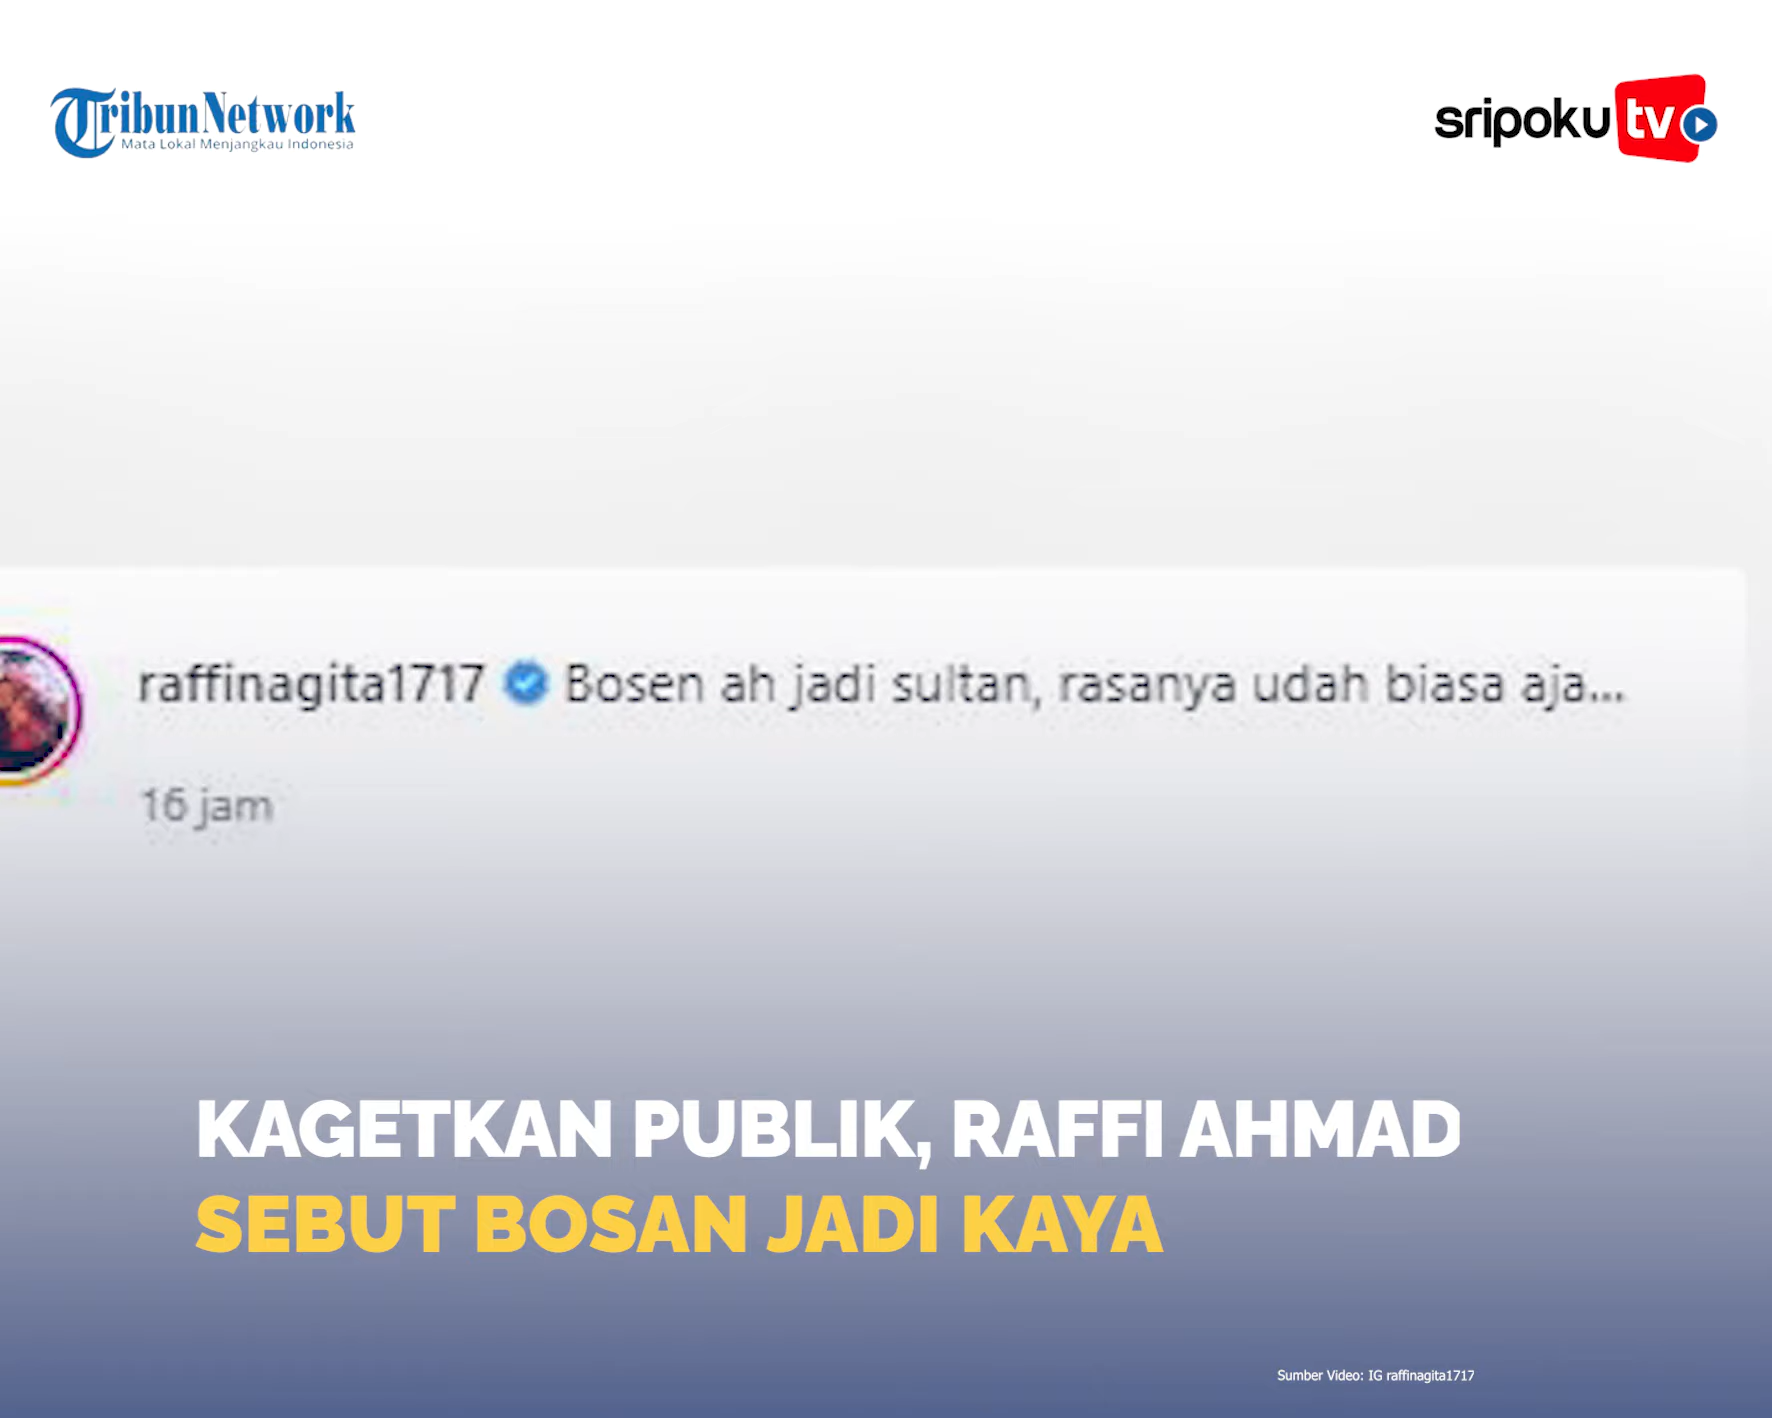 TribunNetwork
Mata Lokal Menjangkau Indonesia
sripoku tv
raffinagita1717 Bosen ah jadi sultan, rasanya udah biasa aja...
16 jam
KAGETKAN PUBLIK, RAFFI AHMAD
SEBUT BOSAN JADI KAYA
Sumber Video: IG raffinagita1717